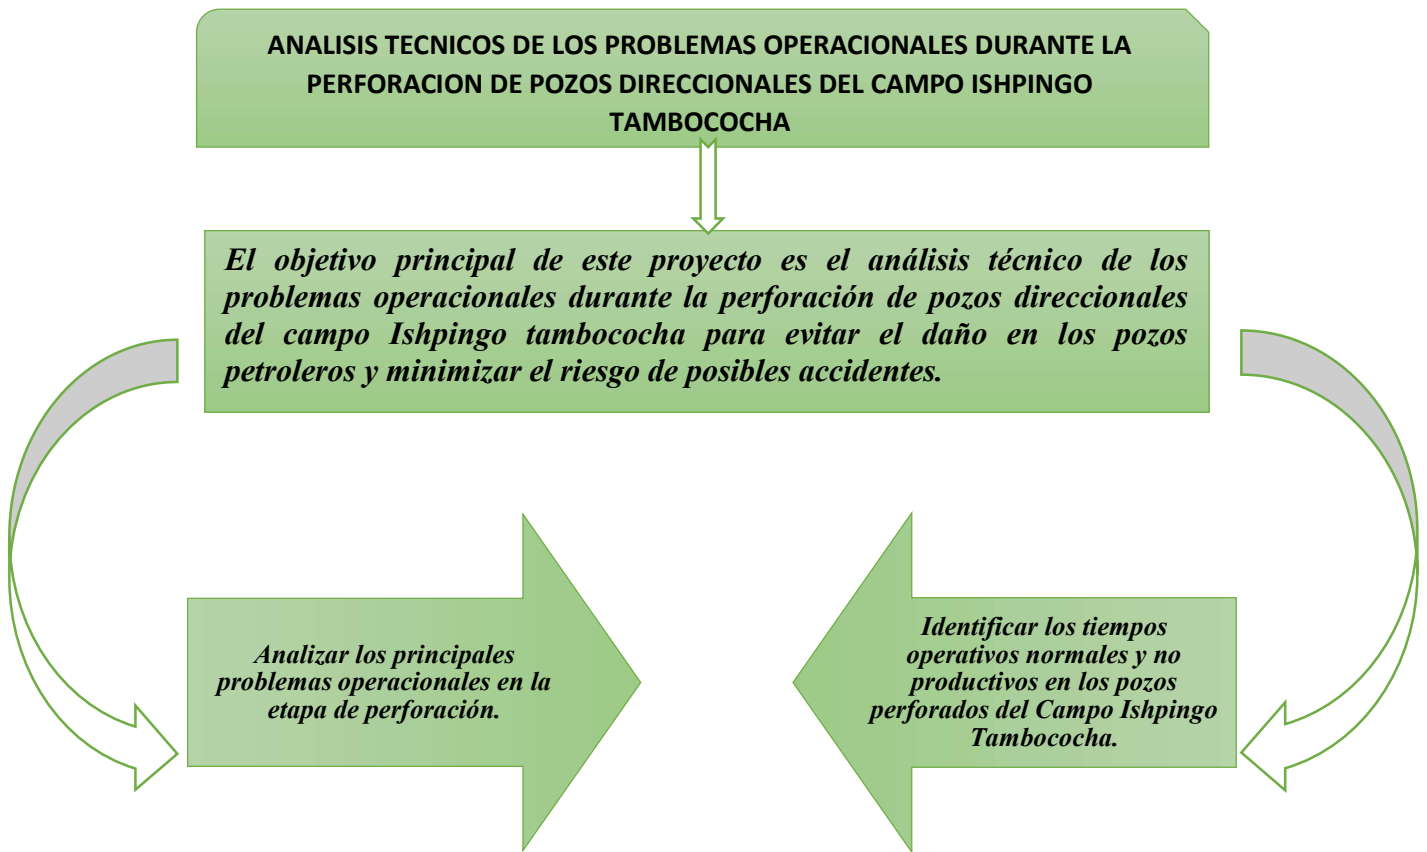 ANALISIS TECNICOS DE LOS PROBLEMAS OPERACIONALES DURANTE LA
PERFORACION DE POZOS DIRECCIONALES DEL CAMPO ISHPINGO
TAMBOCOCHA
El objetivo principal de este proyecto es el análisis técnico de los
problemas operacionales durante la perforación de pozos direccionales
del campo Ishpingo tambococha para evitar el daño en los pozos
petroleros y minimizar el riesgo de posibles accidentes.
Analizar los principales
problemas operacionales en la
etapa de perforación.
Identificar los tiempos
operativos normales y no
productivos en los pozos
perforados del Campo Ishpingo
Tambococha.